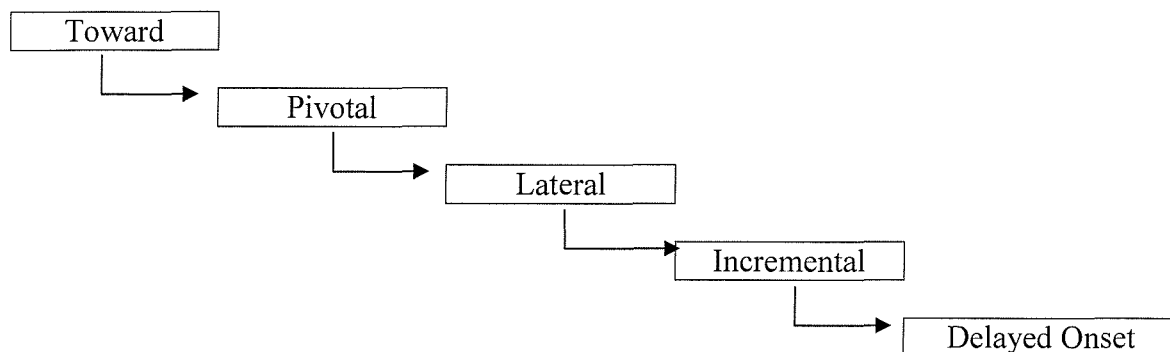 Toward
Pivotal
Lateral
Incremental
Delayed Onset